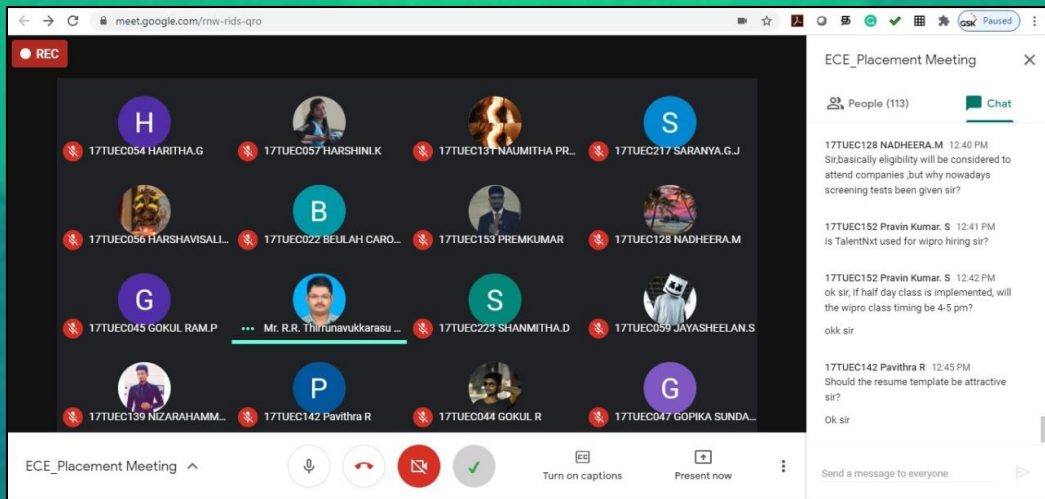 meet.google.com/rnw-rids-qro
GSK
Paused
REC
H
S
17TUEC054 HARITHA.G
17TUEC057 HARSHINI.K
17TUEC131 NAUMITHA PR...
17TUEC217 SARANYA.G.J
B
17TUEC056 HARSHAVISALI...
17TUEC022 BEULAH CARO...
17TUEC153 PREMKUMAR
17TUEC128 NADHEERA.M
G
S
17TUEC045 GOKUL RAM.P
Mr. R.R. Thirrunavukkarasu ...
17TUEC223 SHANMITHA.D
17TUEC059 JAYASHEELAN.S
P
G
17TUEC139 NIZARAHAMM...
17TUEC142 Pavithra R
17TUEC044 GOKUL R
17TUEC047 GOPIKA SUNDA...
ECE_Placement Meeting
CC
Turn on captions
Present now
ECE_Placement Meeting
People (113)
Chat
17TUEC128 NADHEERA.M 12:40 PM
Sir,basically eligibility will be considered to
attend companies ,but why nowadays
screening tests been given sir?
17TUEC152 Pravin Kumar. S 12:41 PM
Is TalentNxt used for wipro hiring sir?
17TUEC152 Pravin Kumar. S 12:42 PM
ok sir, If half day class is implemented, will
the wipro class timing be 4-5 pm?
okk sir
17TUEC142 Pavithra R 12:45 PM
Should the resume template be attractive
sir?
Ok sir
Send a message to everyone